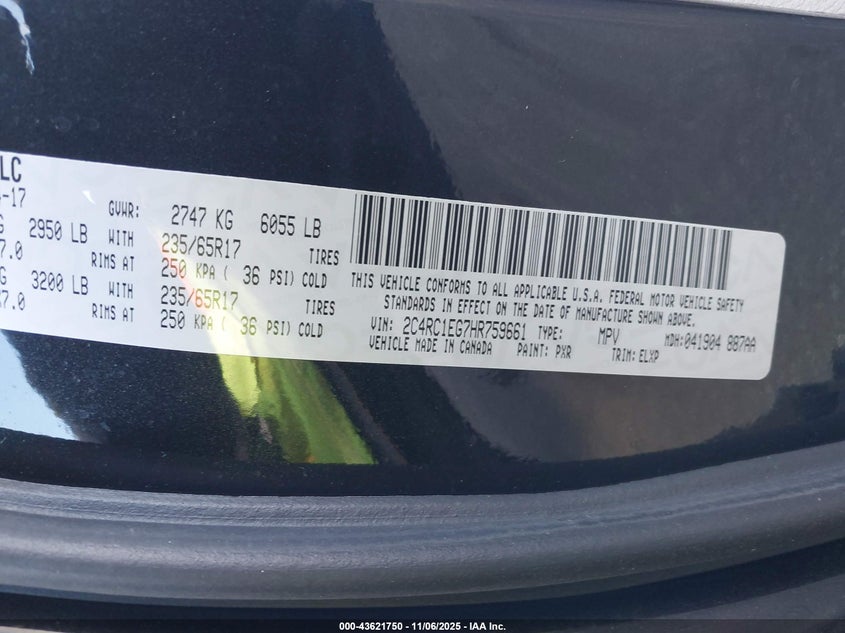 LC
-17
GVWR: 2747 KG 6055 LB
G 2950 LB WITH 235/65R17 TIRES
7.0 RIMS AT 250 KPA ( 36 PSI) COLD
G 3200 LB WITH 235/65R17 TIRES
7.0 RIMS AT 250 KPA ( 36 PSI) COLD
THIS VEHICLE CONFORMS TO ALL APPLICABLE U.S.A. FEDERAL MOTOR VEHICLE SAFETY
STANDARDS IN EFFECT ON THE DATE OF MANUFACTURE SHOWN ABOVE.
VIN: 2C4RC1EG7HR759661 TYPE: MPV MDH:041904 887AA
VEHICLE MADE IN CANADA PAINT: PXR TRIM: ELXP
000-43621750 | 11/06/2025 - IAA Inc.